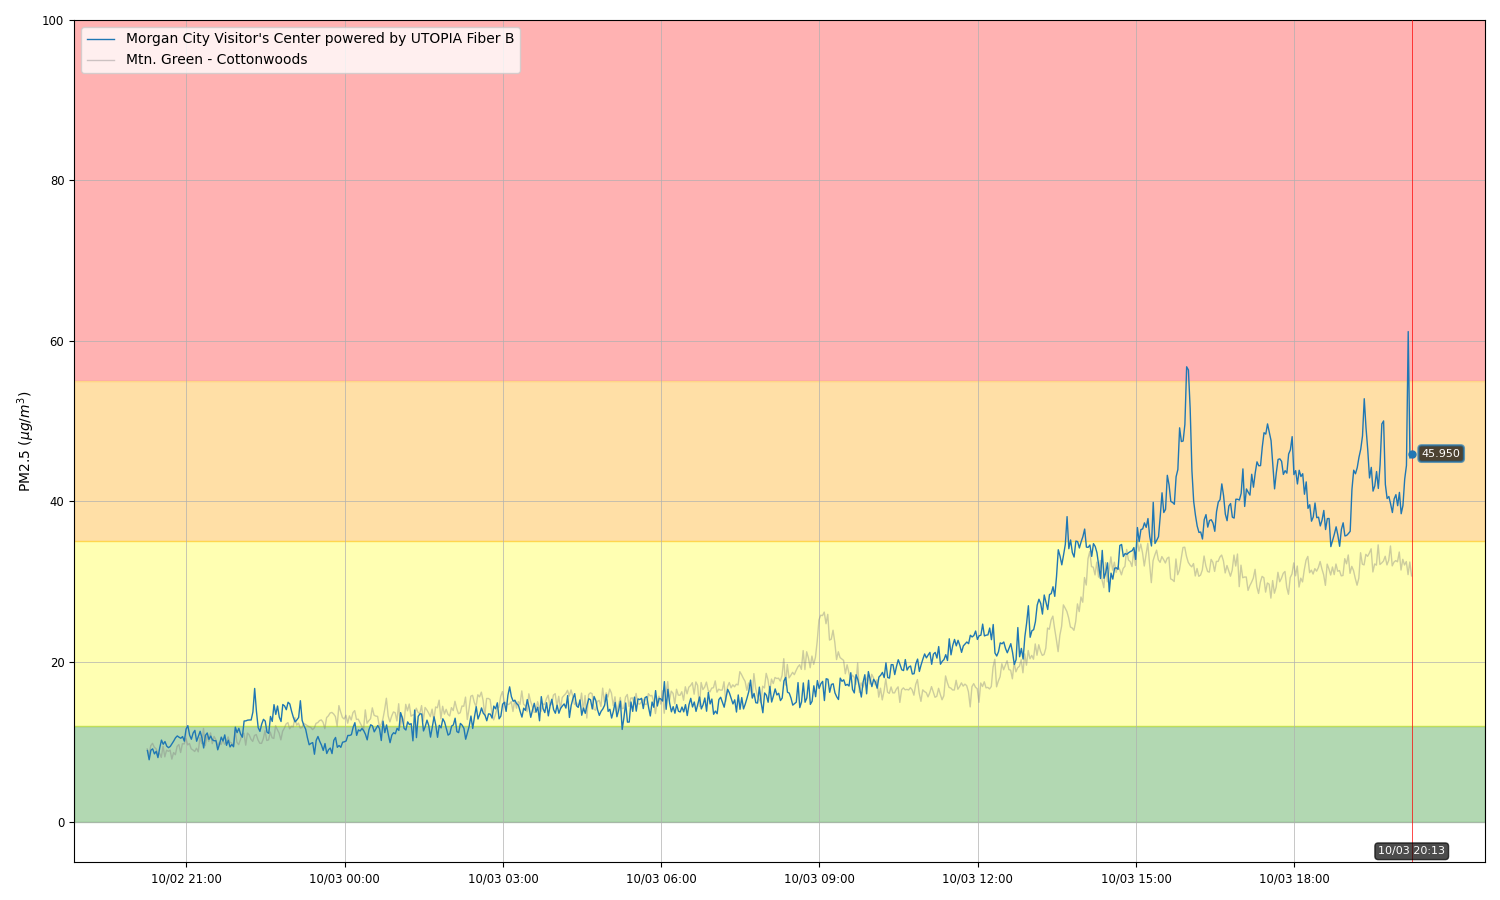 100
80
60
40
20
0
PM2.5 (μg/m³)
Morgan City Visitor's Center powered by UTOPIA Fiber B
Mtn. Green - Cottonwoods
45.950
10/03 20:13
10/02 21:00 10/03 00:00 10/03 03:00 10/03 06:00 10/03 09:00 10/03 12:00 10/03 15:00 10/03 18:00